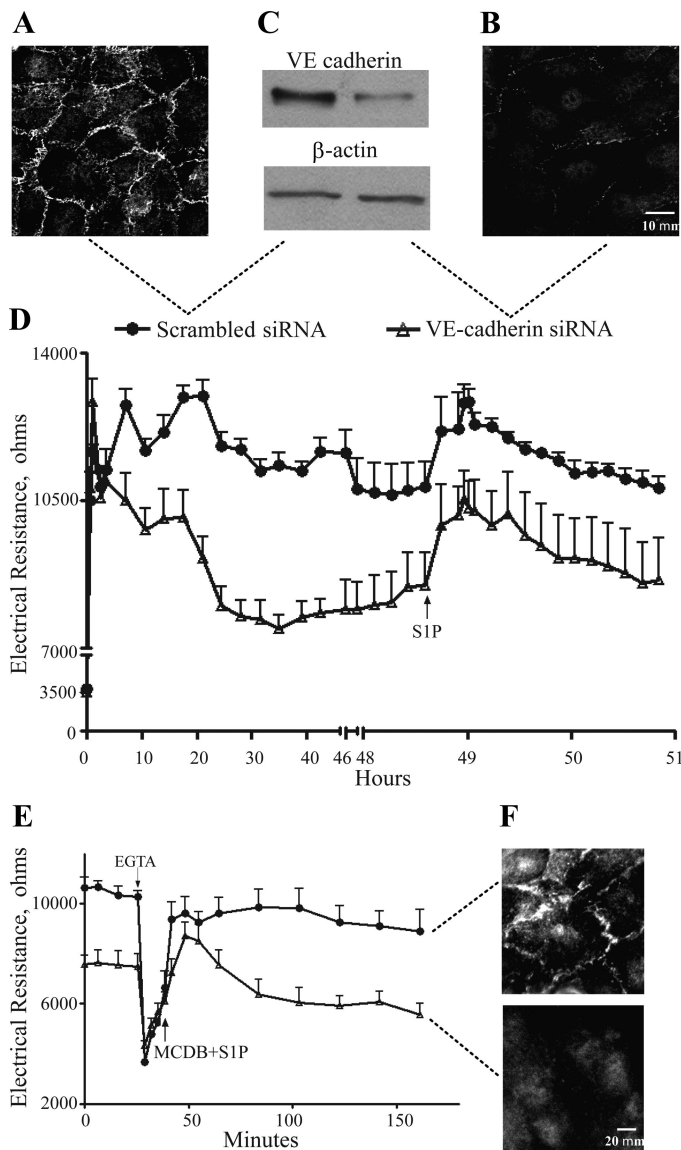 A
C
B
VE cadherin
β-actin
10 mm
D
Scrambled siRNA
VE-cadherin siRNA
14000
10500
7000
3500
0
Electrical Resistance, ohms
S1P
0 10 20 30 40 46 48 49 50 51
Hours
E
F
EGTA
10000
6000
2000
Electrical Resistance, ohms
MCDB+S1P
0 50 100 150
Minutes
20 mm